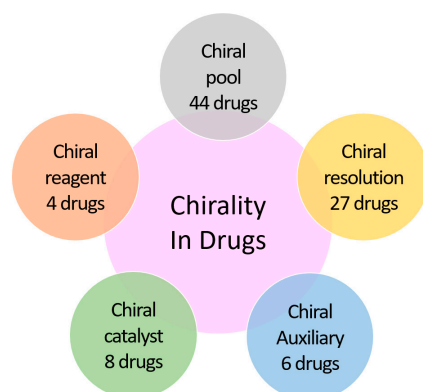 Chiral
pool
44 drugs
Chiral
reagent
4 drugs
Chiral
resolution
27 drugs
Chirality
In Drugs
Chiral
catalyst
8 drugs
Chiral
Auxiliary
6 drugs